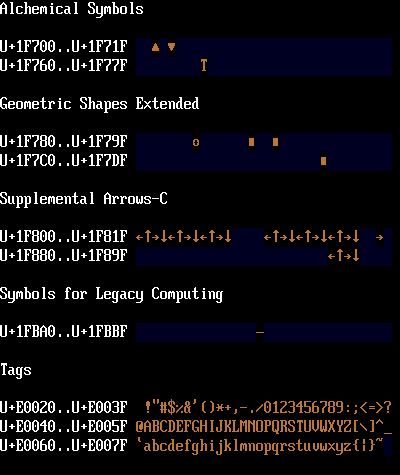 Alchemical Symbols
U+1F700..U+1F71F ▲ ▼
U+1F760..U+1F77F T
Geometric Shapes Extended
U+1F780..U+1F79F o ▮ ▮
U+1F7C0..U+1F7DF ▮
Supplemental Arrows-C
U+1F800..U+1F81F ←↑→↓←↑→↓←↑→↓ ←↑→↓←↑→↓←↑→↓ →
U+1F880..U+1F89F ←↑→↓
Symbols for Legacy Computing
U+1FBA0..U+1FBBF ─
Tags
U+E0020..U+E003F !"#$%&'()*+,-./0123456789:;<=>?
U+E0040..U+E005F @ABCDEFGHIJKLMNOPQRSTUVWXYZ[\]^_
U+E0060..U+E007F `abcdefghijklmnopqrstuvwxyz{|}~